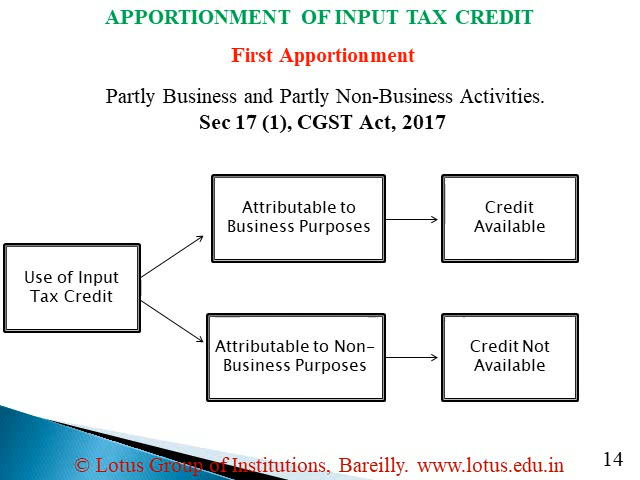 APPORTIONMENT OF INPUT TAX CREDIT
First Apportionment
Partly Business and Partly Non-Business Activities.
Sec 17 (1), CGST Act, 2017
Attributable to
Business Purposes
Credit
Available
Use of Input
Tax Credit
Attributable to Non-
Business Purposes
Credit Not
Available
© Lotus Group of Institutions, Bareilly. www.lotus.edu.in
14